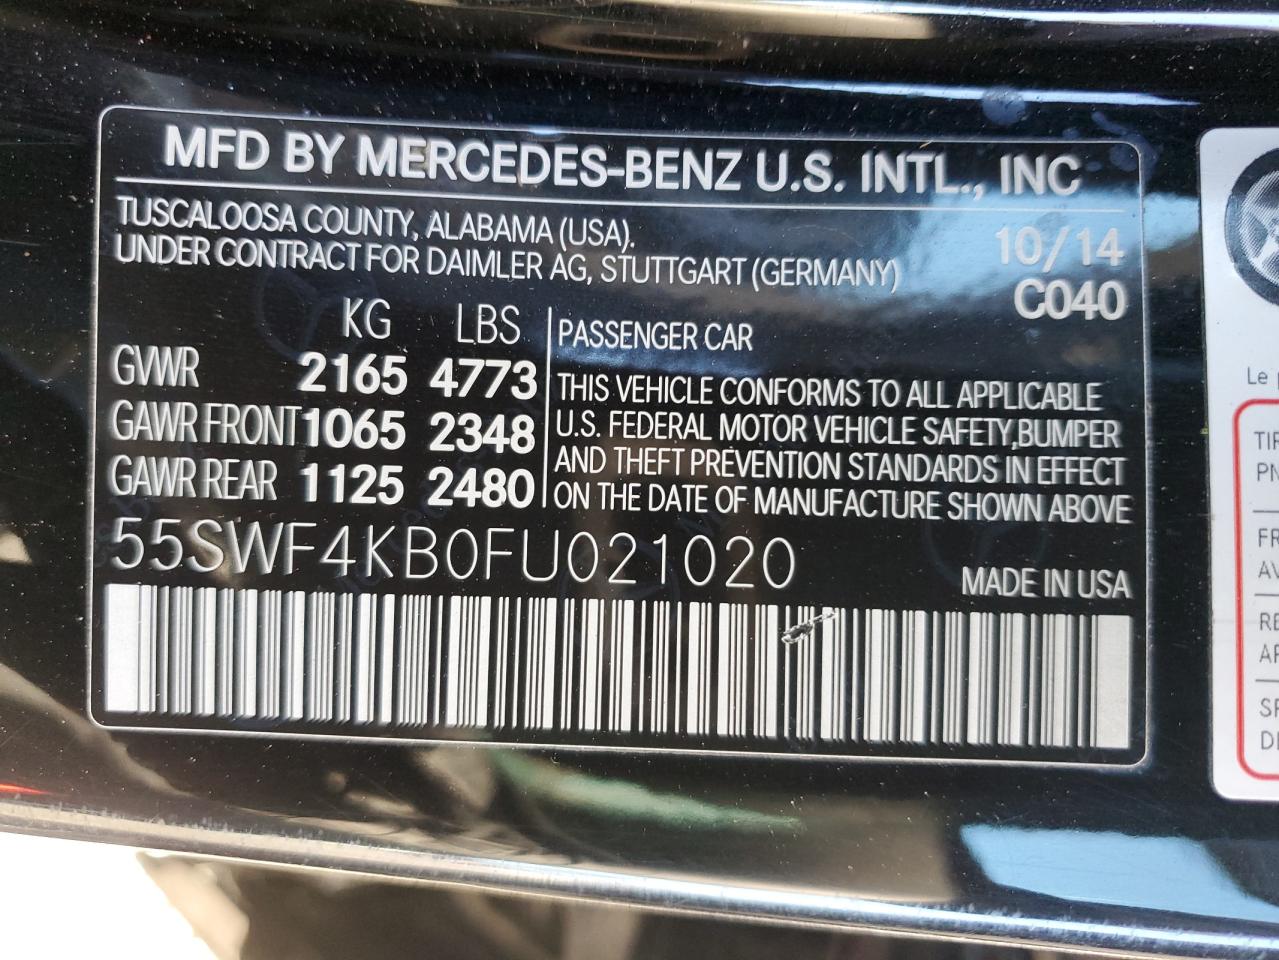 MFD BY MERCEDES-BENZ U.S. INTL., INC
TUSCALOOSA COUNTY, ALABAMA (USA).
UNDER CONTRACT FOR DAIMLER AG, STUTTGART (GERMANY)
10/14
C040
KG LBS
GVWR 2165 4773
GAWR FRONT 1065 2348
GAWR REAR 1125 2480
PASSENGER CAR
THIS VEHICLE CONFORMS TO ALL APPLICABLE
U.S. FEDERAL MOTOR VEHICLE SAFETY,BUMPER
AND THEFT PREVENTION STANDARDS IN EFFECT
ON THE DATE OF MANUFACTURE SHOWN ABOVE
55SWF4KB0FU021020
MADE IN USA
Le